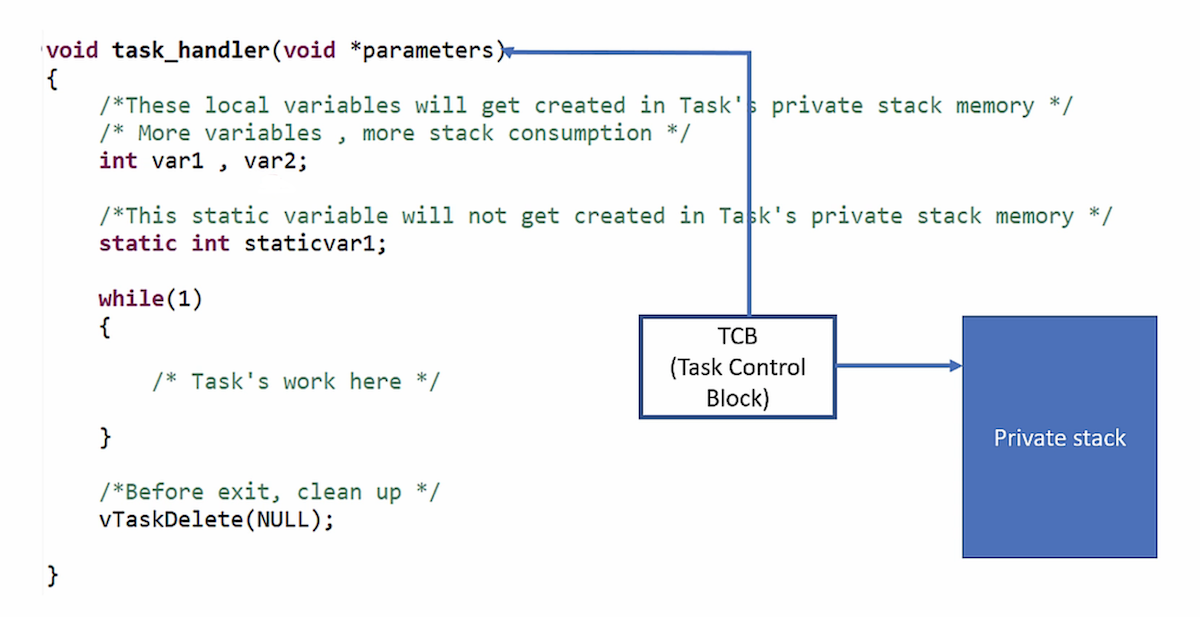 void task_handler(void *parameters)
{
/*These local variables will get created in Task's private stack memory */
/* More variables , more stack consumption */
int var1 , var2;
/*This static variable will not get created in Task's private stack memory */
static int staticvar1;
while(1)
{
/* Task's work here */
}
/*Before exit, clean up */
vTaskDelete(NULL);
}
TCB
(Task Control
Block)
Private stack